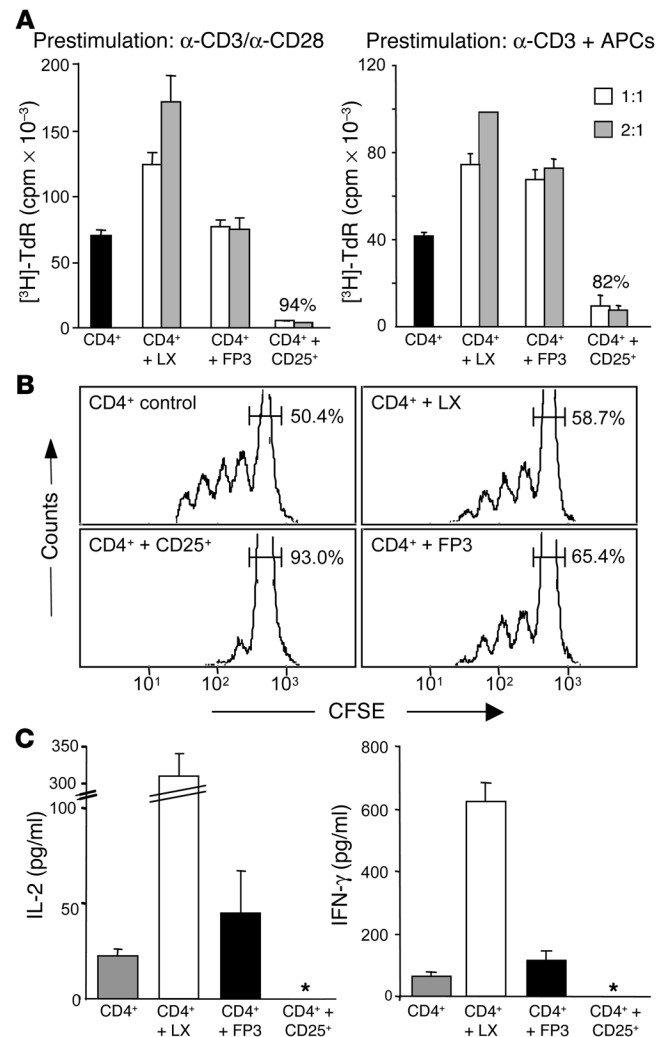 A
Prestimulation: α-CD3/α-CD28
Prestimulation: α-CD3 + APCs
[³H]-TdR (cpm × 10⁻³)
200
150
100
50
0
94%
CD4⁺
CD4⁺ + LX
CD4⁺ + FP3
CD4⁺ + CD25⁺
[³H]-TdR (cpm × 10⁻³)
120
80
40
0
1:1
2:1
82%
CD4⁺
CD4⁺ + LX
CD4⁺ + FP3
CD4⁺ + CD25⁺
B
Counts
CD4⁺ control
50.4%
CD4⁺ + LX
58.7%
CD4⁺ + CD25⁺
93.0%
CD4⁺ + FP3
65.4%
10¹ 10² 10³
10¹ 10² 10³
CFSE
C
IL-2 (pg/ml)
350
300
100
50
0
*
CD4⁺
CD4⁺ + LX
CD4⁺ + FP3
CD4⁺ + CD25⁺
IFN-γ (pg/ml)
800
600
400
200
0
*
CD4⁺
CD4⁺ + LX
CD4⁺ + FP3
CD4⁺ + CD25⁺